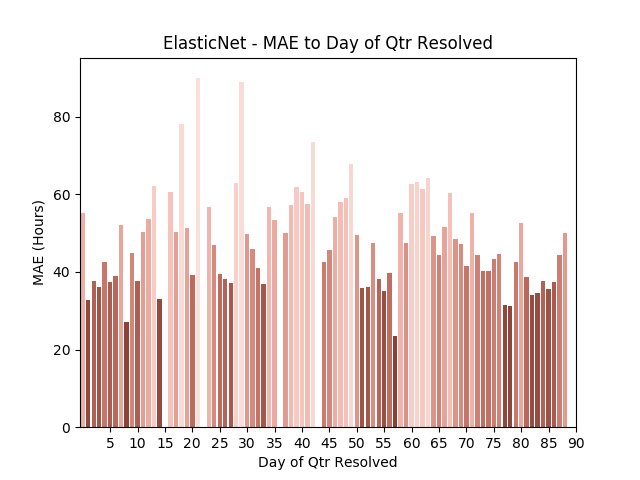 ElasticNet - MAE to Day of Qtr Resolved
MAE (Hours)
80
60
40
20
0
5 10 15 20 25 30 35 40 45 50 55 60 65 70 75 80 85 90
Day of Qtr Resolved